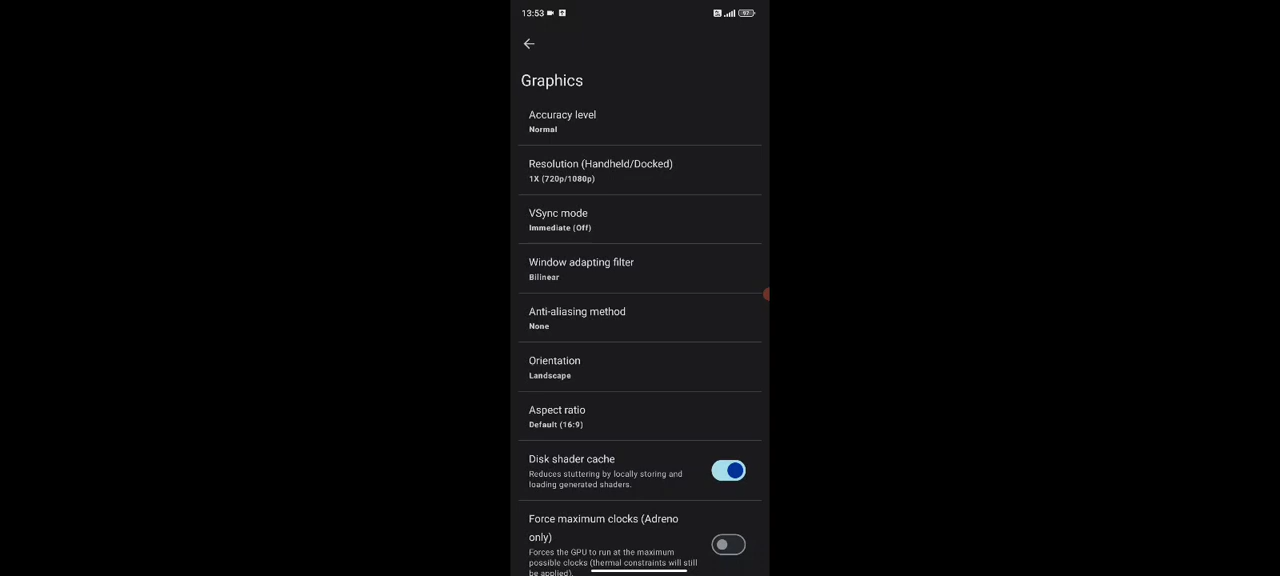 13:53
97
Graphics
Accuracy level
Normal
Resolution (Handheld/Docked)
1X (720p/1080p)
VSync mode
Immediate (Off)
Window adapting filter
Bilinear
Anti-aliasing method
None
Orientation
Landscape
Aspect ratio
Default (16:9)
Disk shader cache
Reduces stuttering by locally storing and
loading generated shaders.
Force maximum clocks (Adreno
only)
Forces the GPU to run at the maximum
possible clocks (thermal constraints will still
be applied).